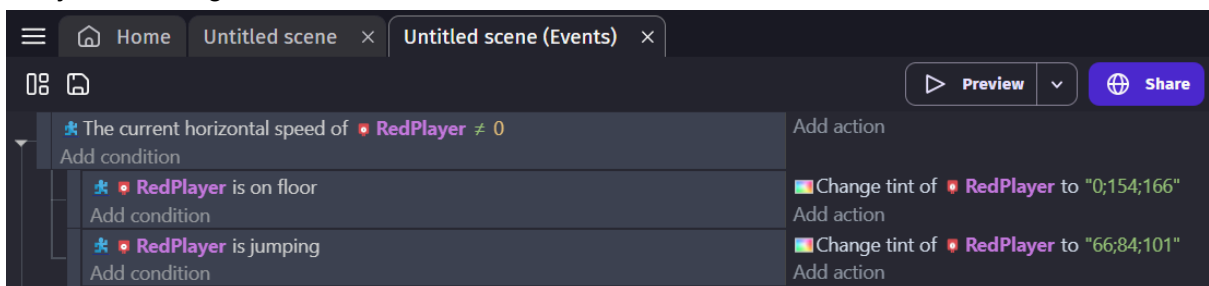 Home
Untitled scene ×
Untitled scene (Events) ×
Preview
Share
The current horizontal speed of RedPlayer ≠ 0
Add action
Add condition
RedPlayer is on floor
Change tint of RedPlayer to "0;154;166"
Add condition
Add action
RedPlayer is jumping
Change tint of RedPlayer to "66;84;101"
Add condition
Add action